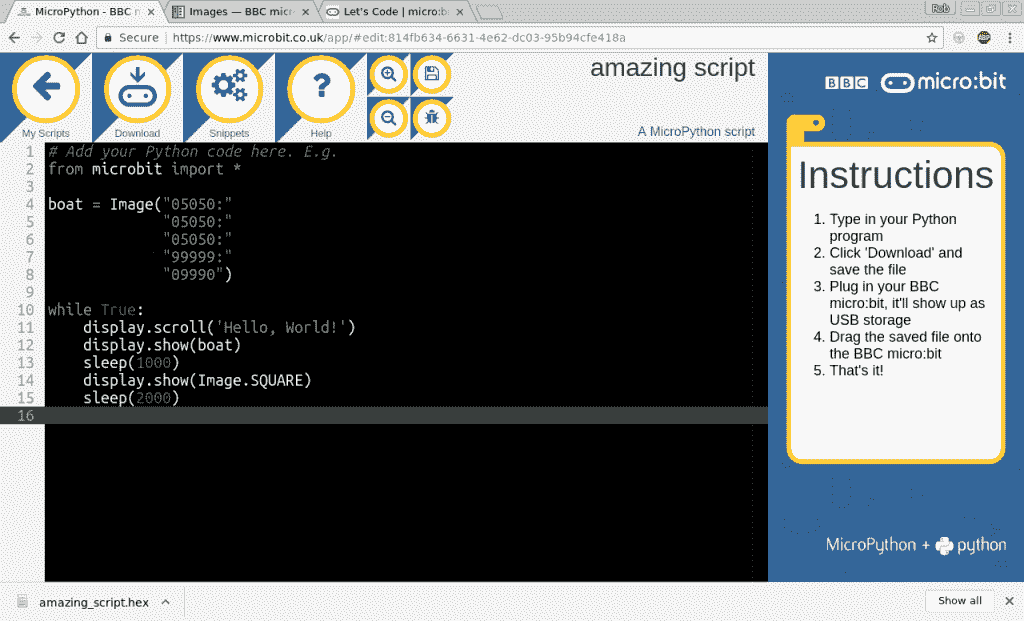 MicroPython - BBC n
Images — BBC micr
Let's Code | micro:b
Rob
Secure
https://www.microbit.co.uk/app/#edit:814fb634-6631-4e62-dc03-95b94cfe418a
My Scripts
Download
Snippets
?
Help
amazing script
A MicroPython script
BBC micro:bit
1 # Add your Python code here. E.g.
2 from microbit import *
3
4 boat = Image("05050:"
5 "05050:"
6 "05050:"
7 "99999:"
8 "09990")
9
10 while True:
11 display.scroll('Hello, World!')
12 display.show(boat)
13 sleep(1000)
14 display.show(Image.SQUARE)
15 sleep(2000)
16
Instructions
1. Type in your Python
program
2. Click 'Download' and
save the file
3. Plug in your BBC
micro:bit, it'll show up as
USB storage
4. Drag the saved file onto
the BBC micro:bit
5. That's it!
MicroPython + python
amazing_script.hex
Show all